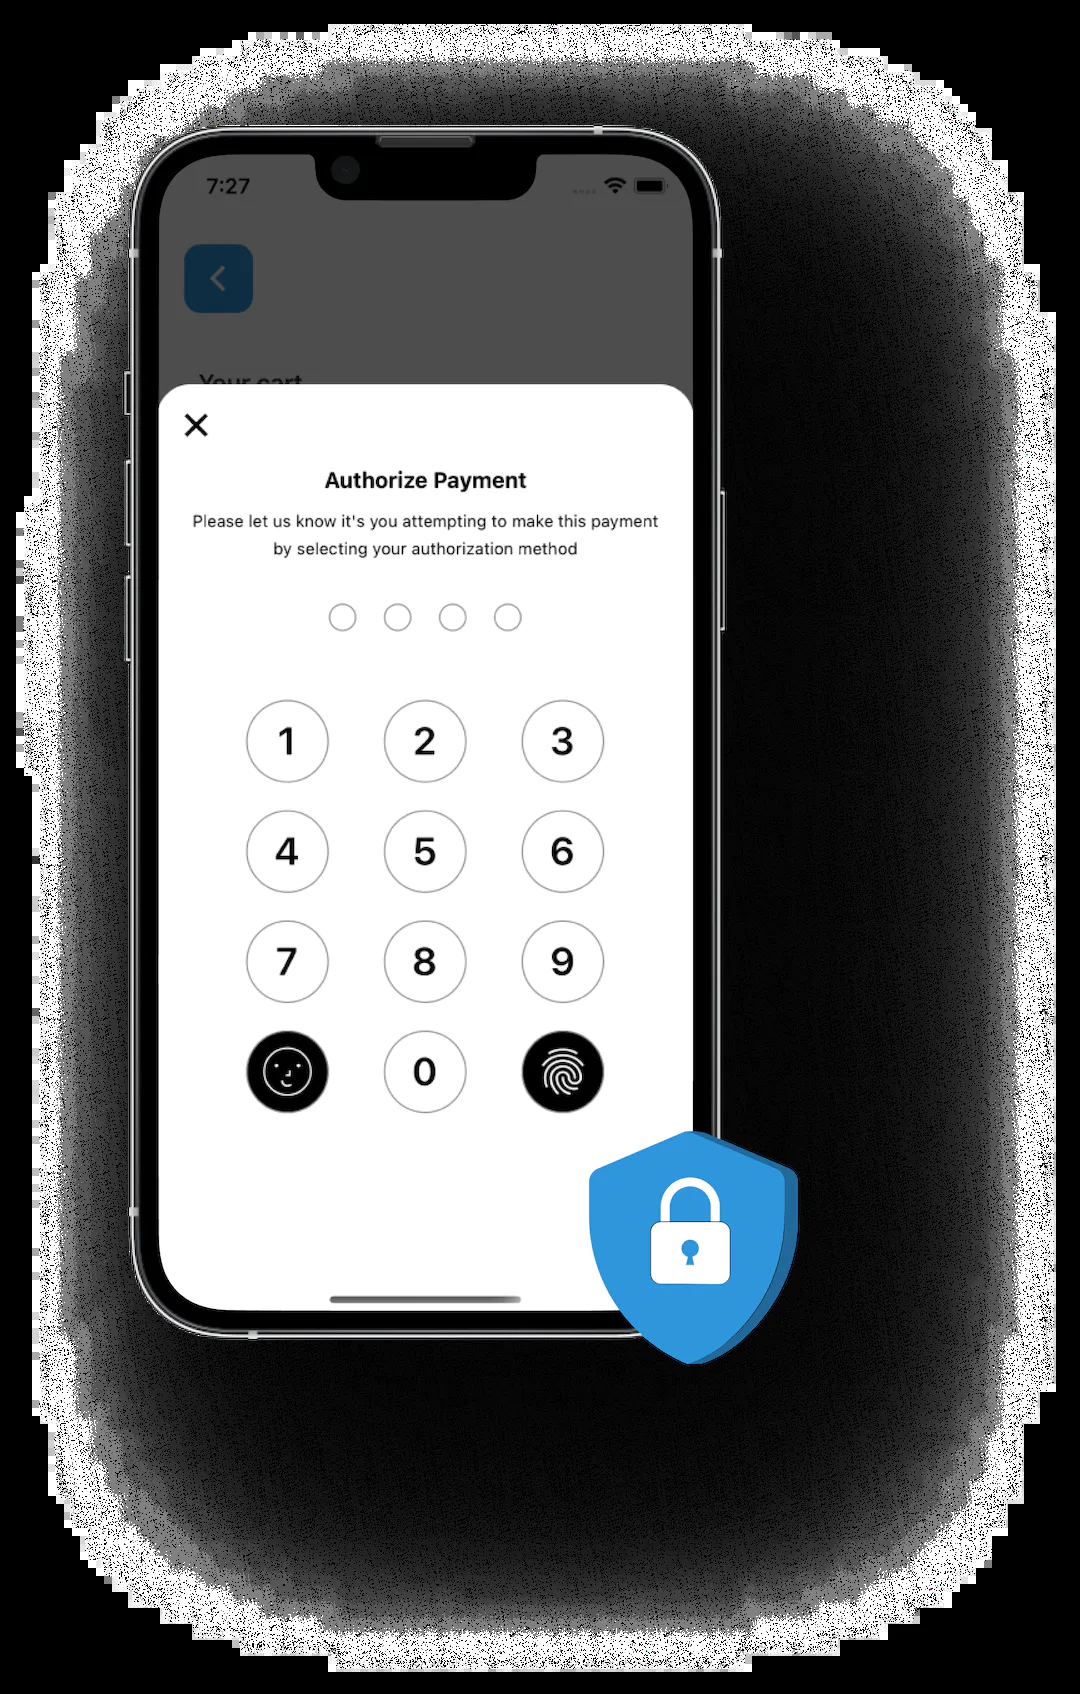 7:27
Your cart
Authorize Payment
Please let us know it's you attempting to make this payment
by selecting your authorization method
1 2 3
4 5 6
7 8 9
0